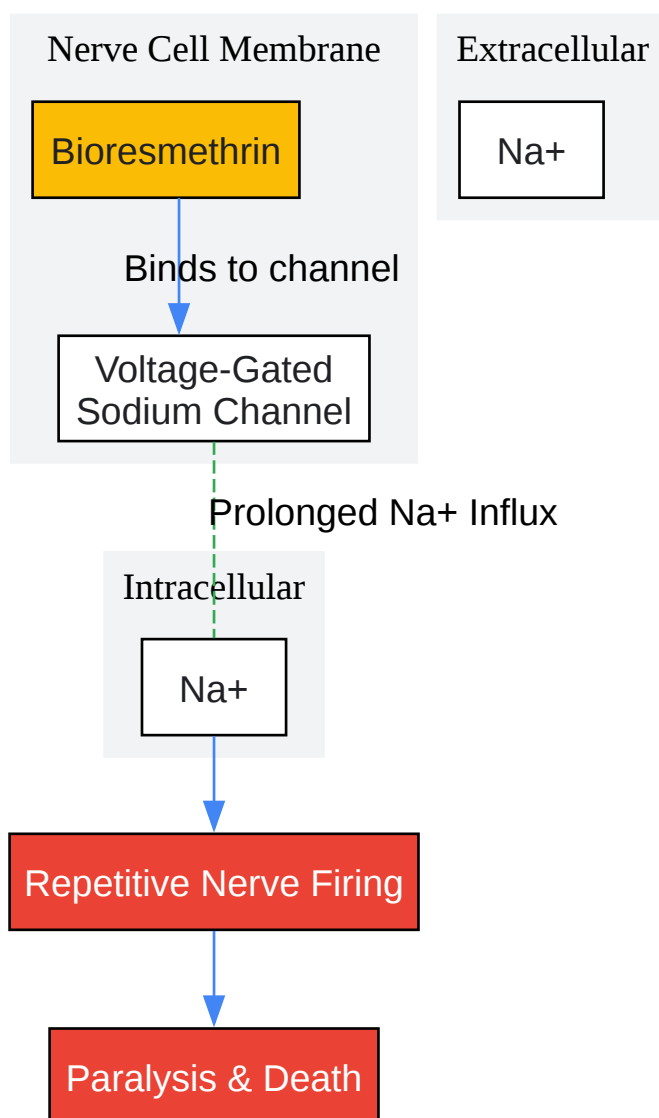 Nerve Cell Membrane
Extracellular
Bioresmethrin
Na+
Binds to channel
Voltage-Gated
Sodium Channel
Prolonged Na+ Influx
Intracellular
Na+
Repetitive Nerve Firing
Paralysis & Death